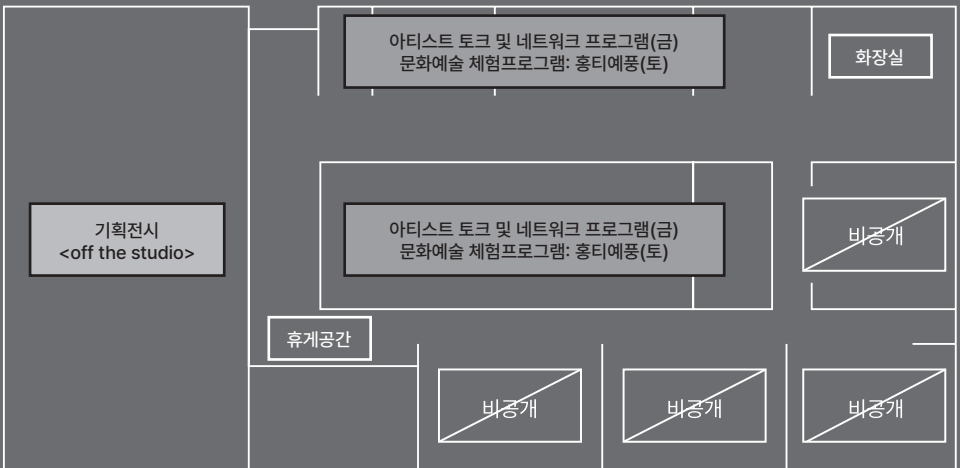 아티스트 토크 및 네트워크 프로그램(금)
문화예술 체험프로그램: 홍티예풍(토)
화장실
기획전시
<off the studio>
아티스트 토크 및 네트워크 프로그램(금)
문화예술 체험프로그램: 홍티예풍(토)
비공개
휴게공간
비공개
비공개
비공개